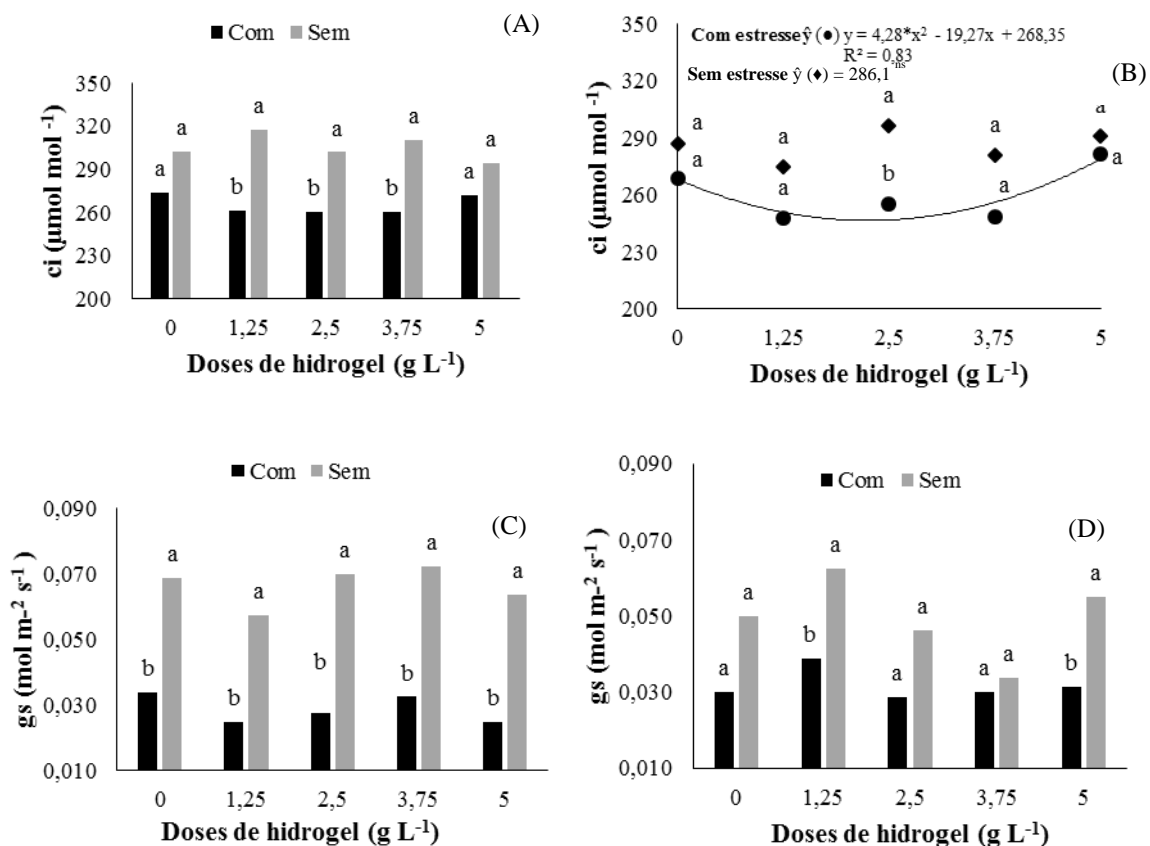 Com Sem
(A)
350
320
290
260
230
200
ci (µmol mol ⁻¹)
a a a a a
a b b b a
0 1,25 2,5 3,75 5
Doses de hidrogel (g L⁻¹)
Com estresse ŷ (●) y = 4,28*x² - 19,27x + 268,35
R² = 0,83
Sem estresse ŷ (♦) = 286,1 ns
(B)
350
320
290
260
230
200
ci (µmol mol ⁻¹)
a a a a a
a a b a a
0 1,25 2,5 3,75 5
Doses de hidrogel (g L⁻¹)
Com Sem
(C)
0,090
0,070
0,050
0,030
0,010
gs (mol m-² s⁻¹ )
a a a a a
b b b b b
0 1,25 2,5 3,75 5
Doses de hidrogel (g L⁻¹)
Com Sem
(D)
0,090
0,070
0,050
0,030
0,010
gs (mol m-² s⁻¹ )
a a a a a
a b a a b
0 1,25 2,5 3,75 5
Doses de hidrogel (g L⁻¹)